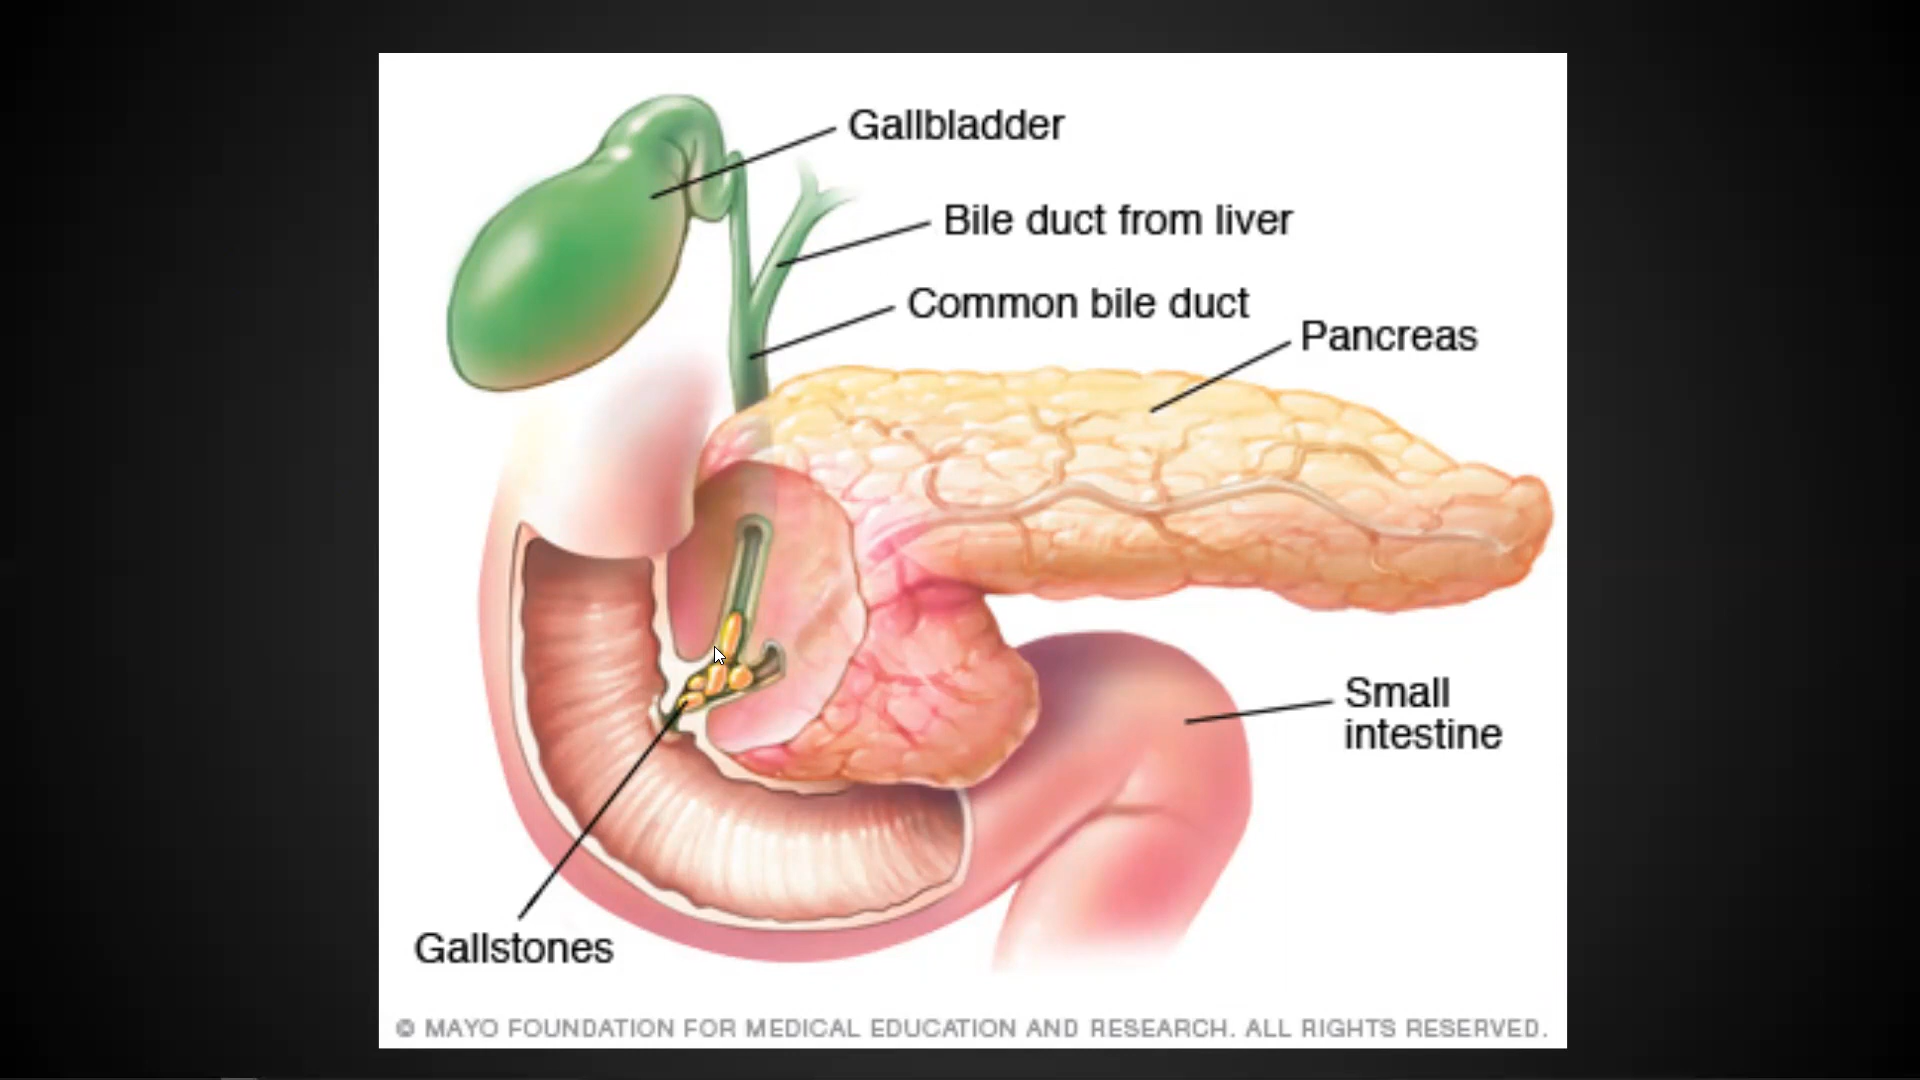 Gallbladder
Bile duct from liver
Common bile duct
Pancreas
Small
intestine
Gallstones
© MAYO FOUNDATION FOR MEDICAL EDUCATION AND RESEARCH. ALL RIGHTS RESERVED.